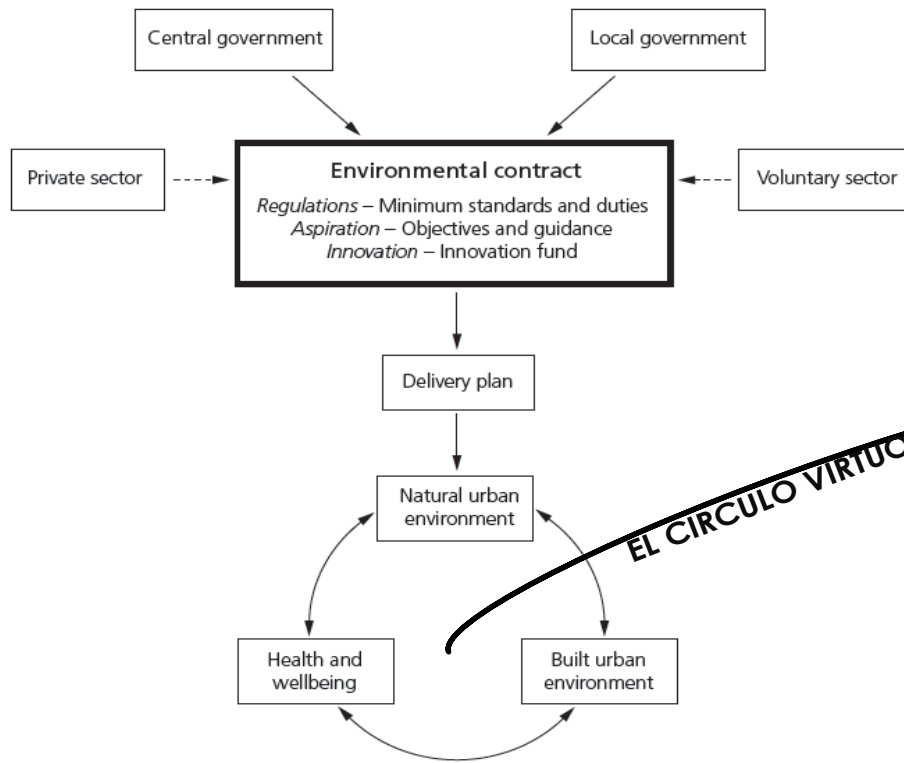 Central government
Local government
Private sector
Environmental contract
Regulations – Minimum standards and duties
Aspiration – Objectives and guidance
Innovation – Innovation fund
Voluntary sector
Delivery plan
Natural urban
environment
EL CIRCULO
Health and
wellbeing
Built urban
environment